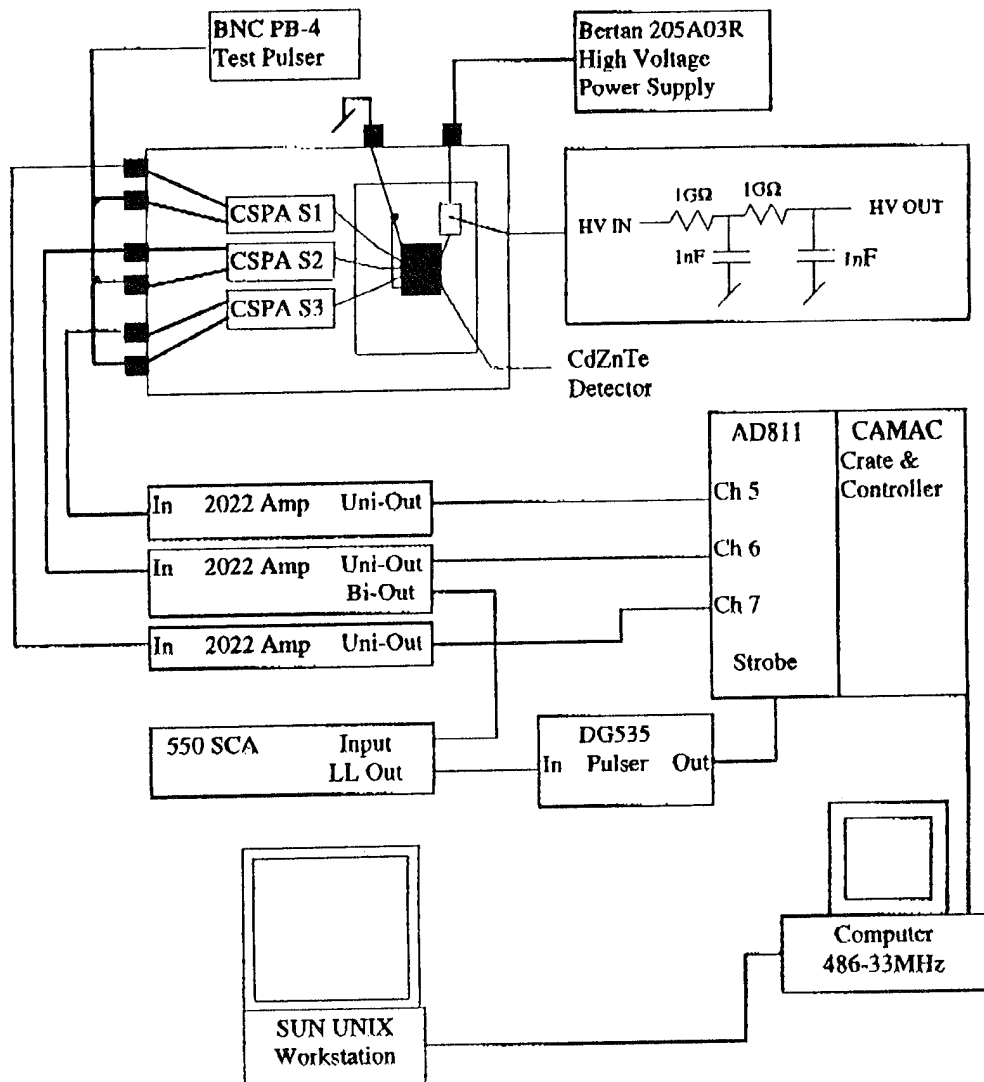 BNC PB-4
Test Pulser
Bertan 205A03R
High Voltage
Power Supply
CSPA S1
CSPA S2
CSPA S3
1GΩ
1GΩ
HV IN
HV OUT
1nF
1nF
CdZnTe
Detector
AD811
CAMAC
Crate &
Controller
Ch 5
Ch 6
Ch 7
Strobe
In 2022 Amp Uni-Out
In 2022 Amp Uni-Out
Bi-Out
In 2022 Amp Uni-Out
550 SCA Input
LL Out
DG535
In Pulser Out
Computer
486-33MHz
SUN UNIX
Workstation